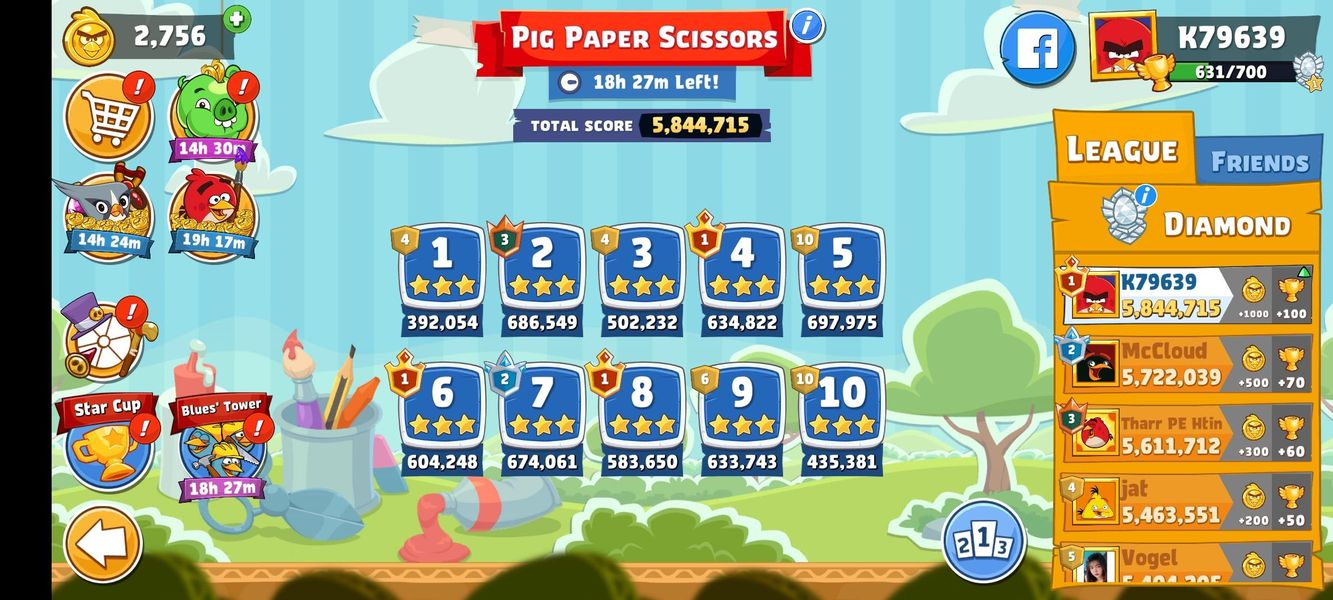 2,756
PIG PAPER SCISSORS
i
18h 27m Left!
TOTAL SCORE 5,844,715
f
K79639
631/700
!
!
14h 30m
14h 24m
19h 17m
!
Star Cup
!
Blues' Tower
!
18h 27m
4 1
392,054
3 2
686,549
4 3
502,232
1 4
634,822
10 5
697,975
1 6
604,248
2 7
674,061
1 8
583,650
6 9
633,743
10 10
435,381
2 1 3
LEAGUE
FRIENDS
i
DIAMOND
1 K79639
5,844,715 +1000 +100
2 McCloud
5,722,039 +500 +70
3 Tharr PE Htin
5,611,712 +300 +60
4 jat
5,463,551 +200 +50
5 Vogel